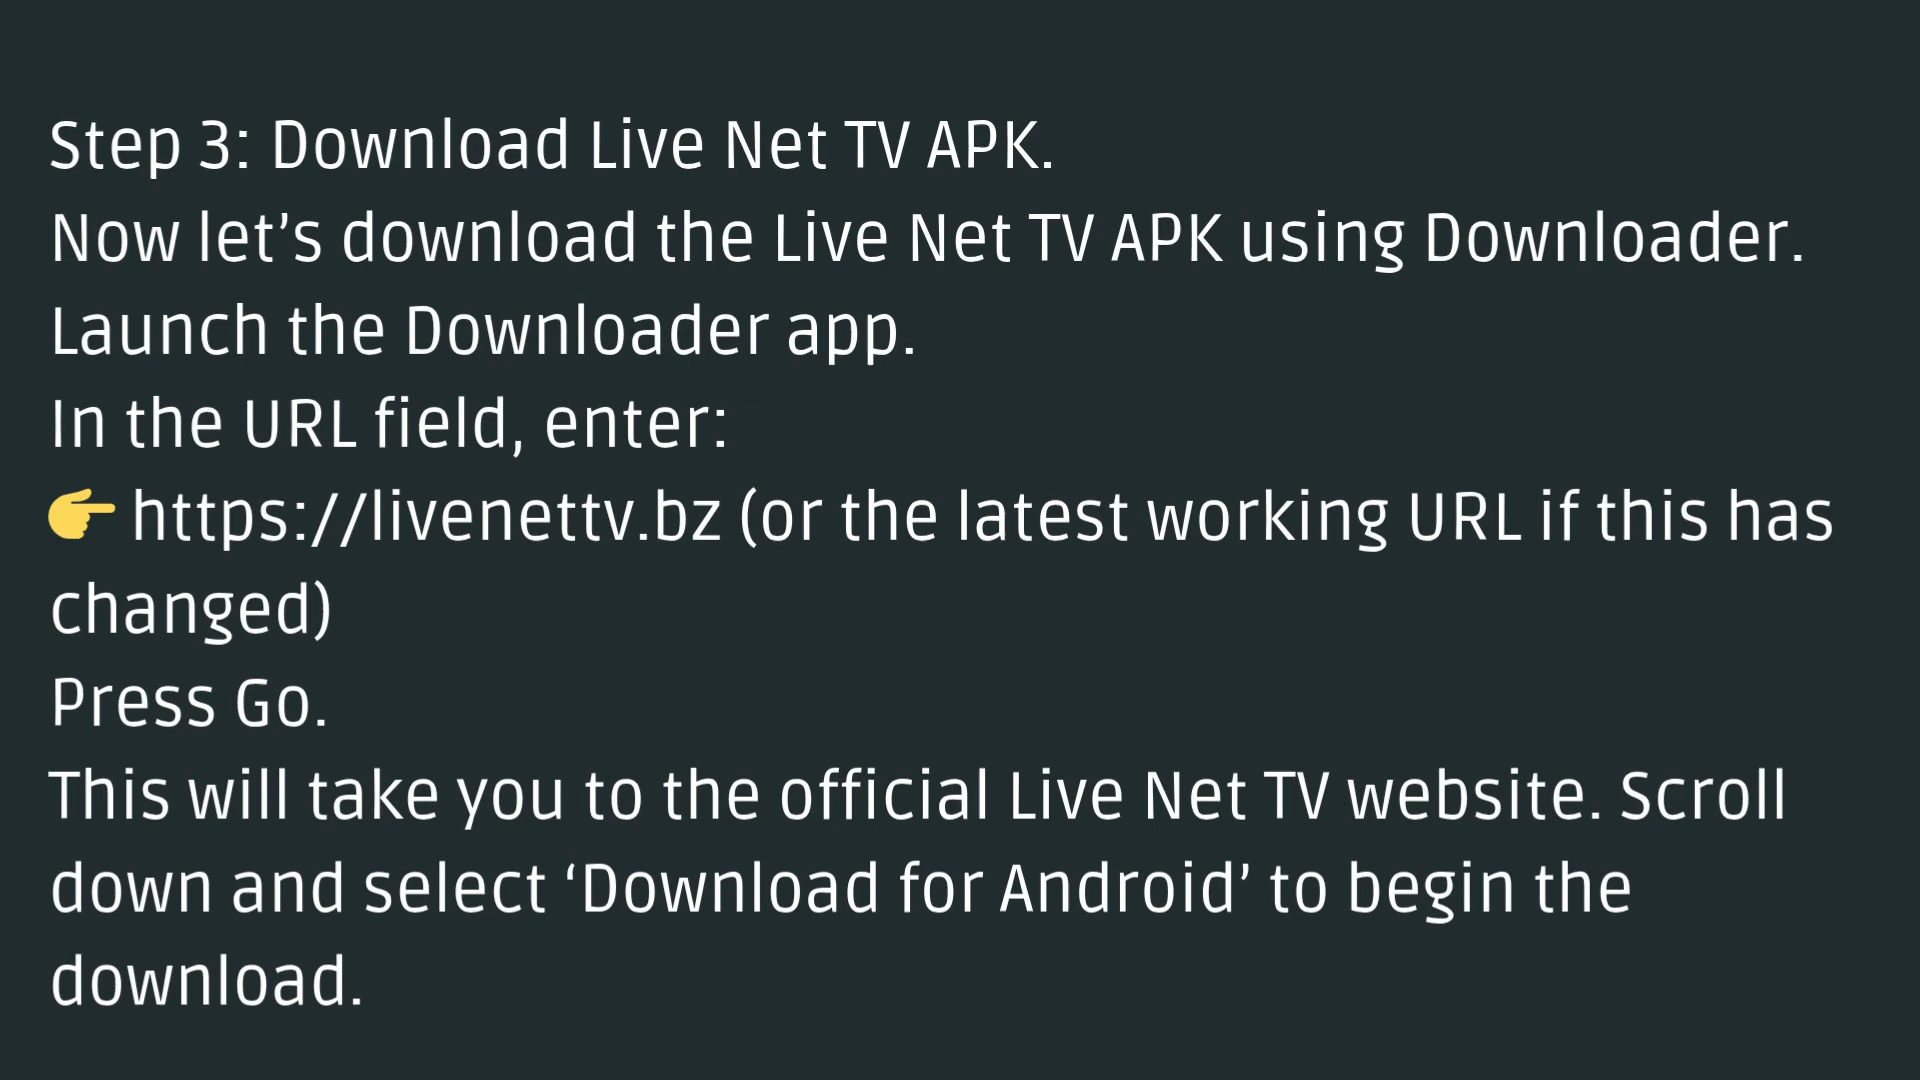 Step 3: Download Live Net TV APK.
Now let’s download the Live Net TV APK using Downloader.
Launch the Downloader app.
In the URL field, enter:
👉 https://livenettv.bz (or the latest working URL if this has
changed)
Press Go.
This will take you to the official Live Net TV website. Scroll
down and select ‘Download for Android’ to begin the
download.